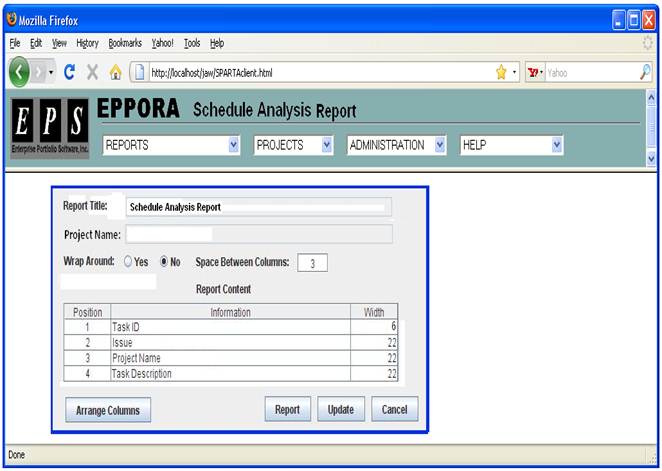 Mozilla Firefox
File Edit View History Bookmarks Yahoo! Tools Help
http://localhost/jaw/SPARTAclient.html
Y! Yahoo
EPS EPPORA Schedule Analysis Report
Enterprise Portfolio Software, Inc.
REPORTS PROJECTS ADMINISTRATION HELP
Report Title: Schedule Analysis Report
Project Name:
Wrap Around: Yes No Space Between Columns: 3
Report Content
Position Information Width
1 Task ID 6
2 Issue 22
3 Project Name 22
4 Task Description 22
Arrange Columns Report Update Cancel
Done